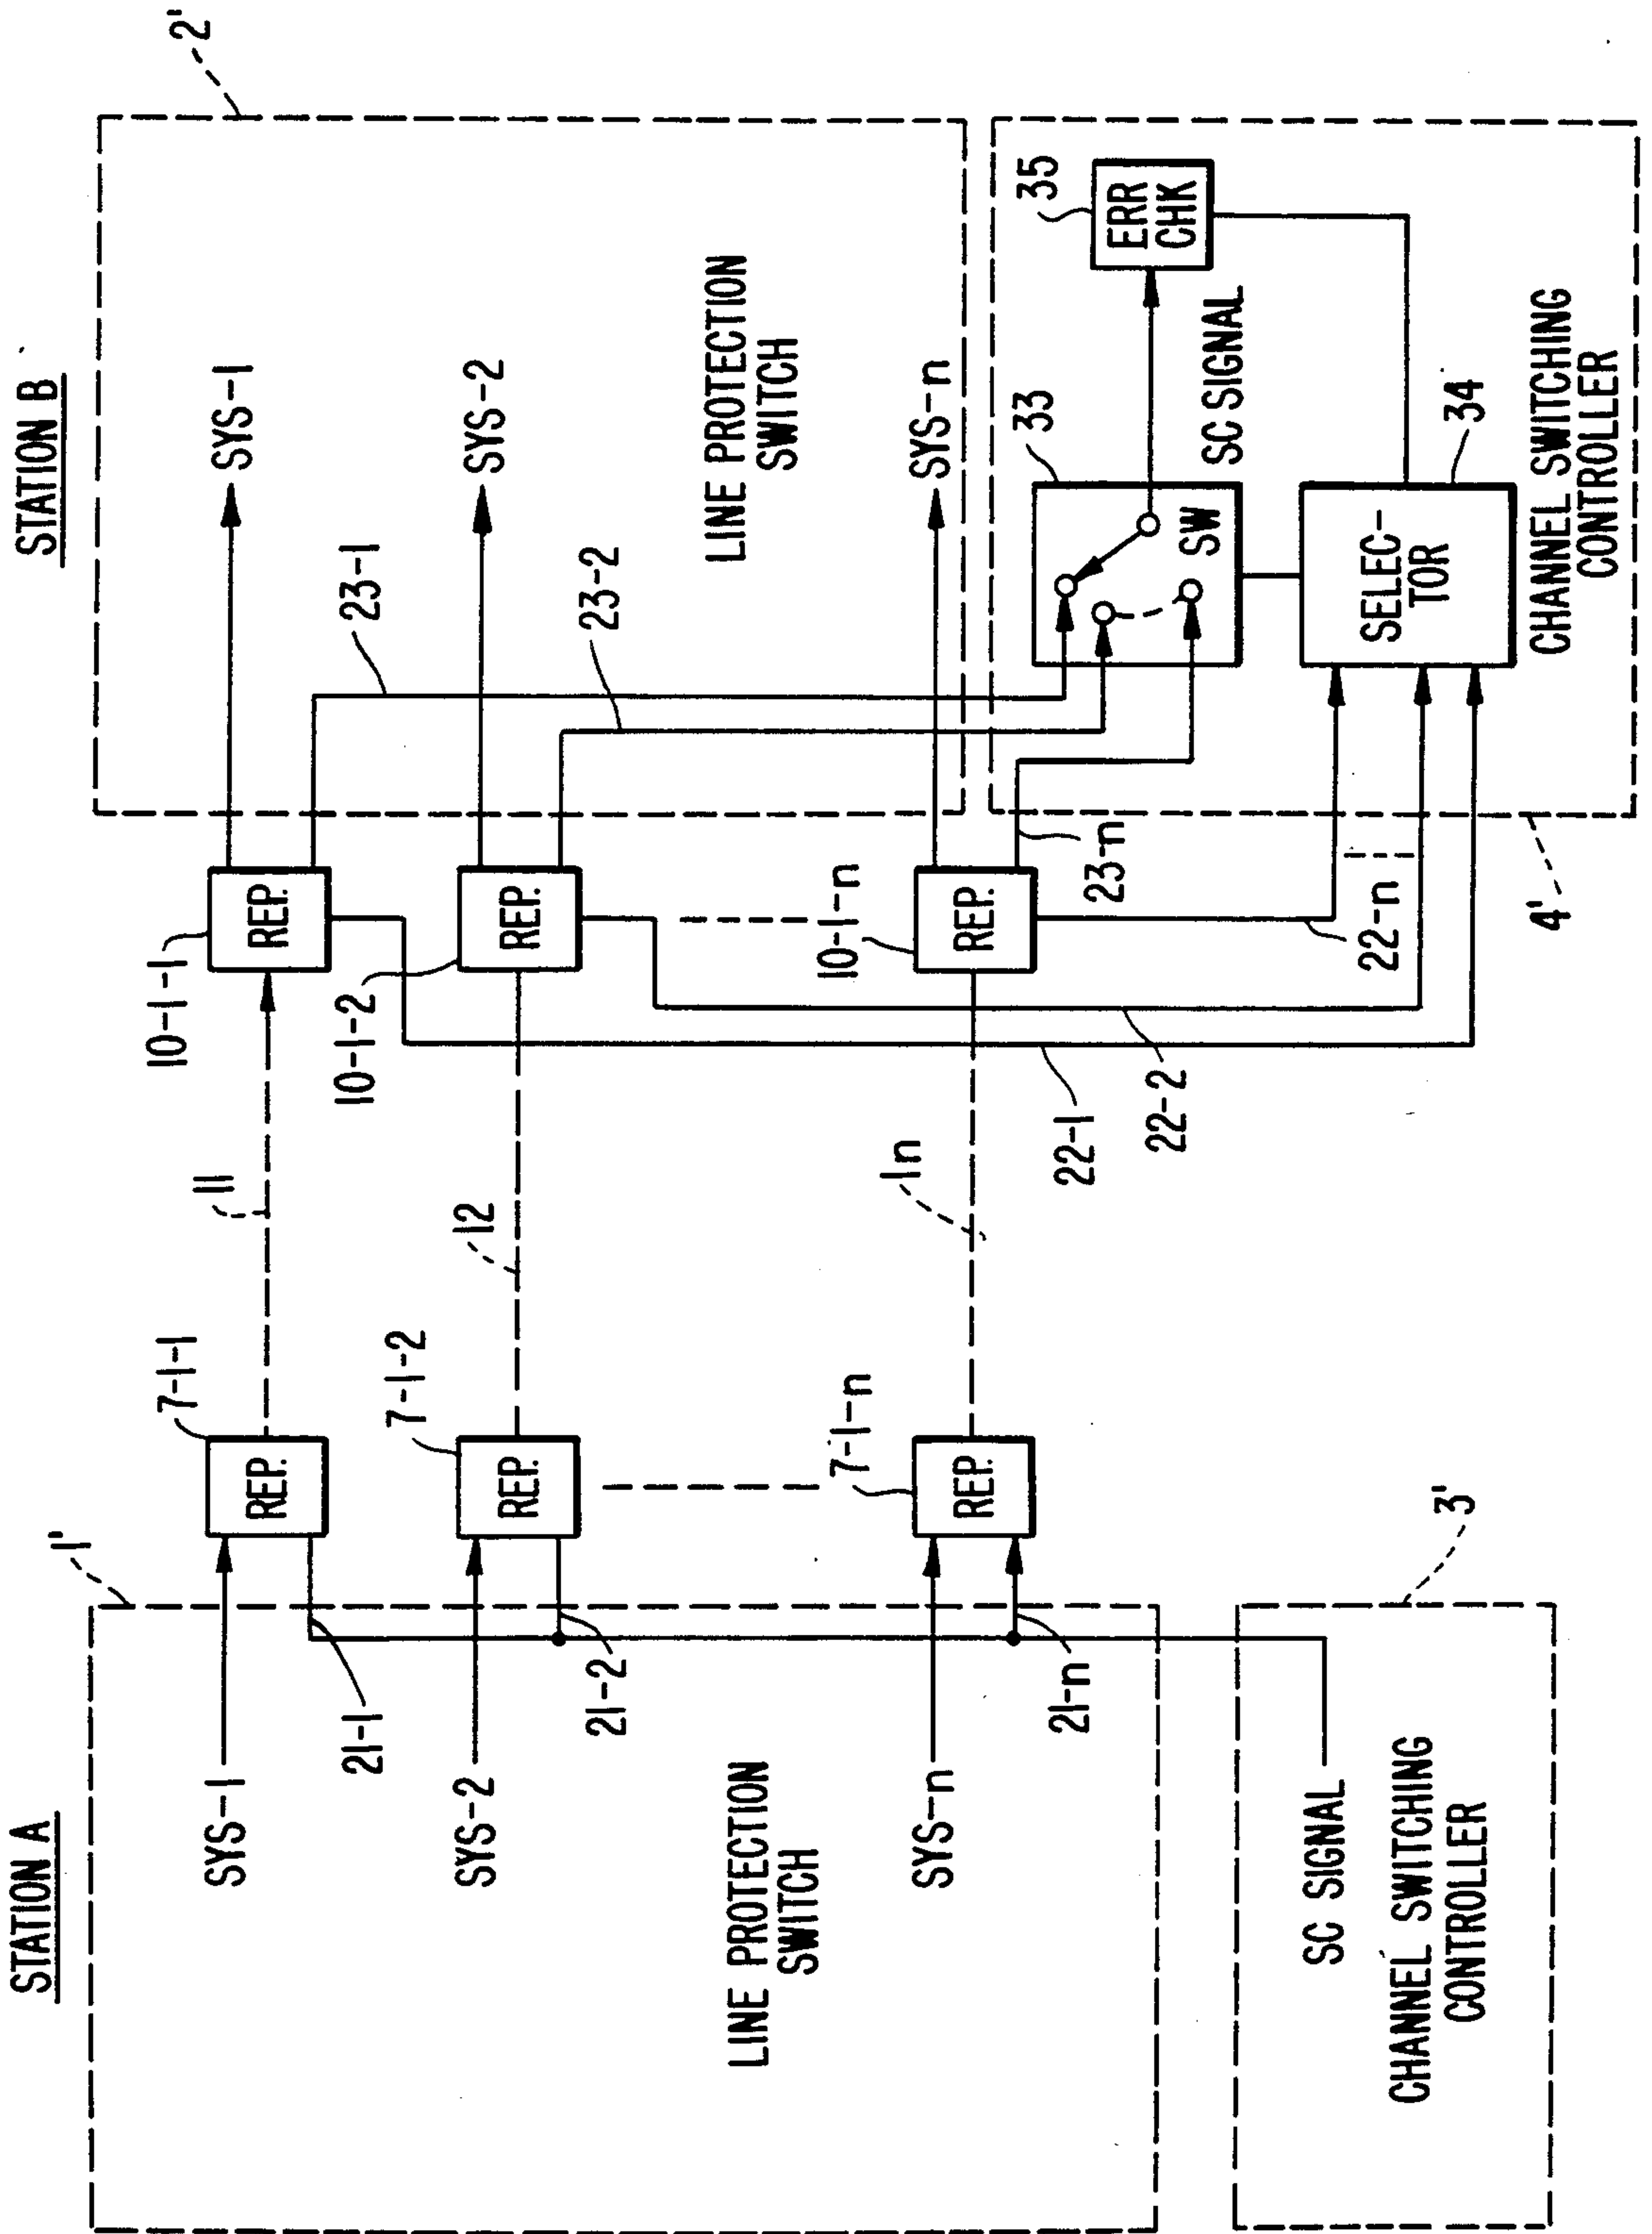 STATION A
STATION B
1'
2'
SYS-1
7-1-1
REP.
11
10-1-1
REP.
SYS-1
21-1
23-1
SYS-2
7-1-2
REP.
12
10-1-2
REP.
SYS-2
21-2
23-2
LINE PROTECTION
SWITCH
LINE PROTECTION
SWITCH
SYS-n
7-1-n
REP.
1n
10-1-n
REP.
SYS-n
21-n
23-n
22-1
22-2
22-n
33
SW
SC SIGNAL
35
ERR
CHK
SELEC-
TOR
34
CHANNEL SWITCHING
CONTROLLER
4'
3'
SC SIGNAL
CHANNEL SWITCHING
CONTROLLER